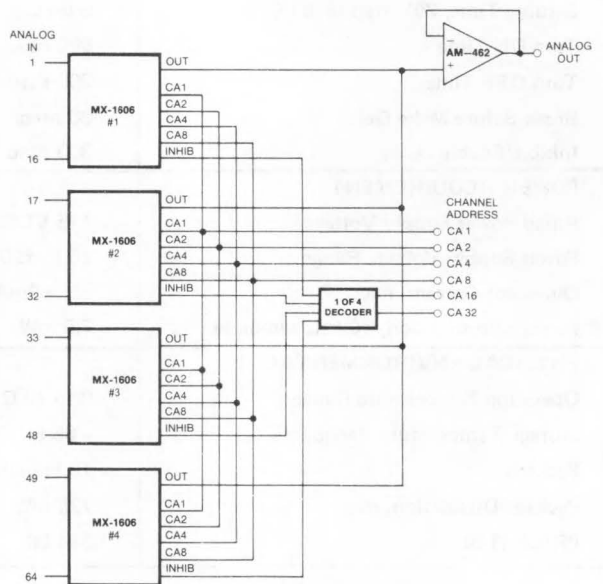 ANALOG
IN
1
16
MX-1606
#1
OUT
CA1
CA2
CA4
CA8
INHIB
AM-462
−
+
ANALOG
OUT
17
32
MX-1606
#2
OUT
CA1
CA2
CA4
CA8
INHIB
CHANNEL
ADDRESS
CA 1
CA 2
CA 4
CA 8
CA 16
CA 32
1 OF 4
DECODER
33
48
MX-1606
#3
OUT
CA1
CA2
CA4
CA8
INHIB
49
64
MX-1606
#4
OUT
CA1
CA2
CA4
CA8
INHIB